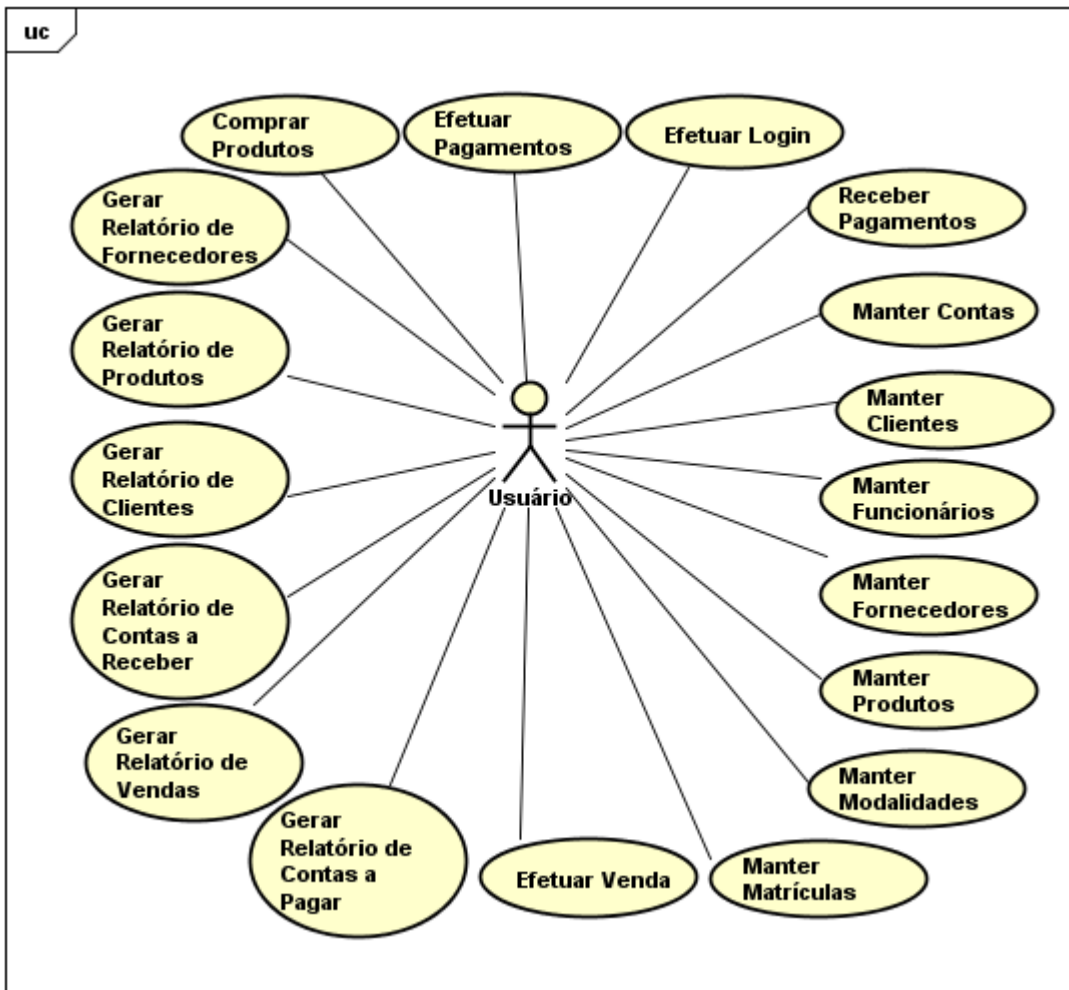 uc
Comprar
Produtos
Efetuar
Pagamentos
Efetuar Login
Gerar
Relatório de
Fornecedores
Receber
Pagamentos
Gerar
Relatório de
Produtos
Manter Contas
Manter
Clientes
Gerar
Relatório de
Clientes
Usuário
Manter
Funcionários
Gerar
Relatório de
Contas a
Receber
Manter
Fornecedores
Manter
Produtos
Gerar
Relatório de
Vendas
Manter
Modalidades
Gerar
Relatório de
Contas a
Pagar
Efetuar Venda
Manter
Matrículas